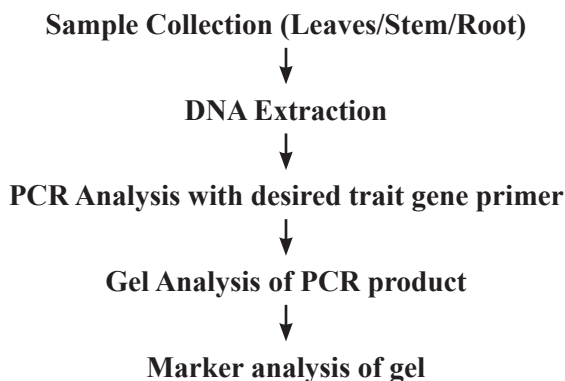 Sample Collection (Leaves/Stem/Root)
DNA Extraction
PCR Analysis with desired trait gene primer
Gel Analysis of PCR product
Marker analysis of gel